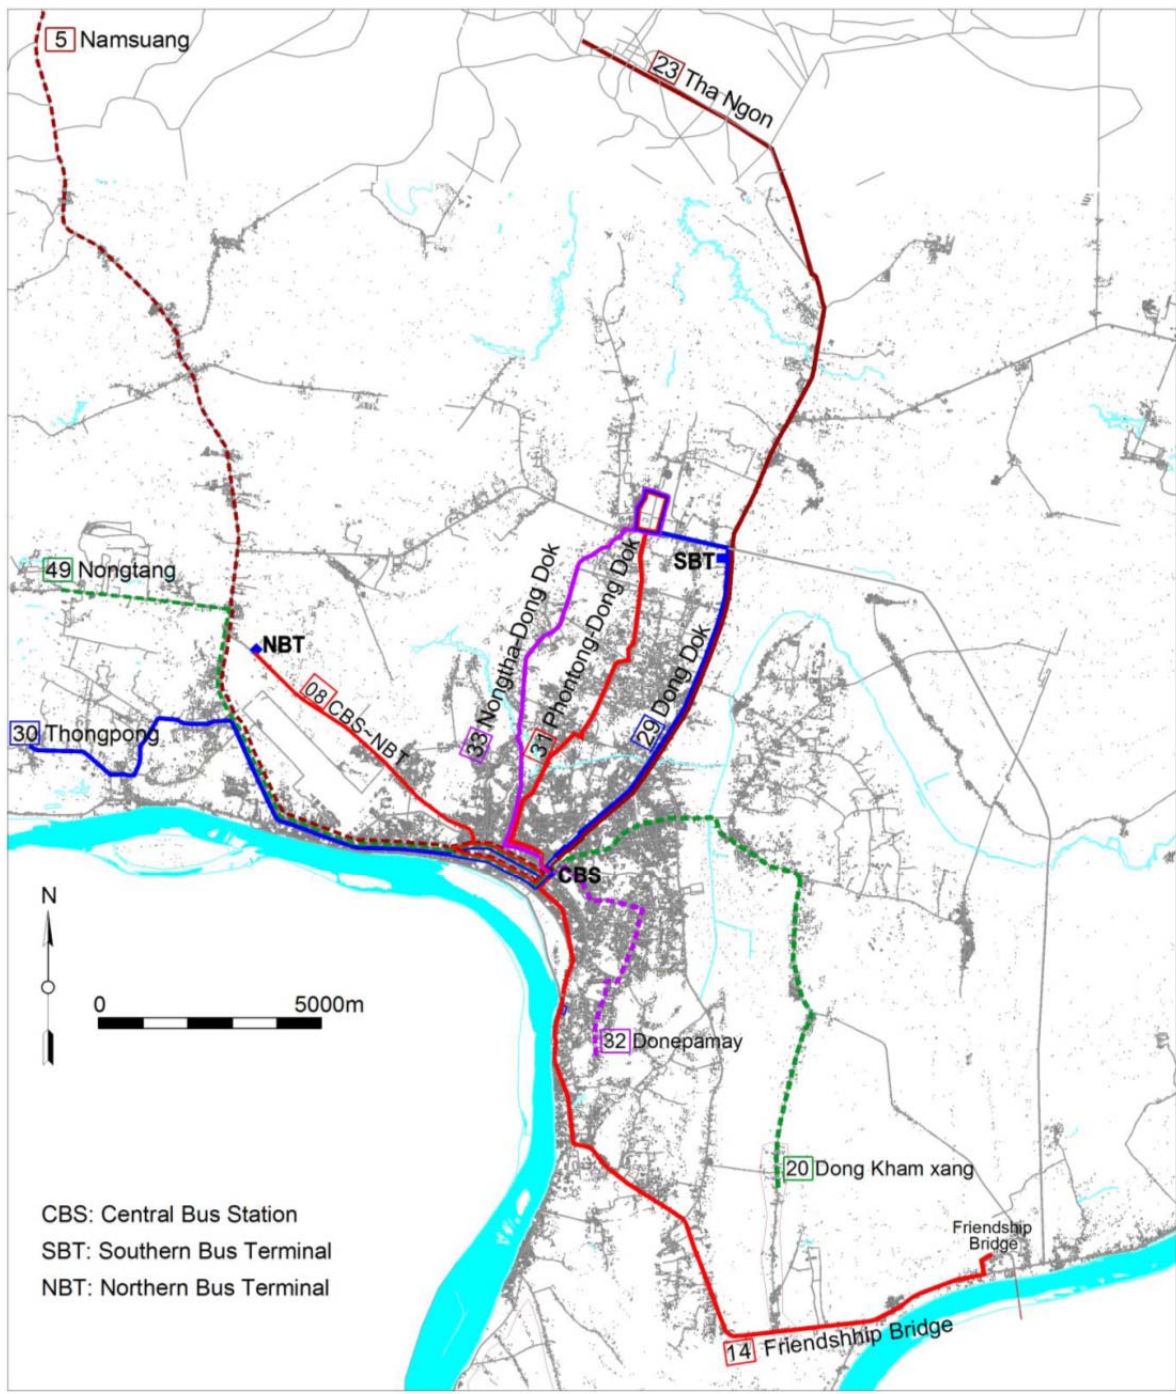 5 Namsuang
23 Tha Ngon
49 Nongtang
NBT
SBT
33 Nongtha-Dong Dok
31 Phontong-Dong Dok
29 Dong Dok
08 CBS~NBT
30 Thongpong
CBS
N
0 5000m
32 Donepamay
20 Dong Kham xang
CBS: Central Bus Station
SBT: Southern Bus Terminal
NBT: Northern Bus Terminal
Friendship
Bridge
14 Friendshhip Bridge